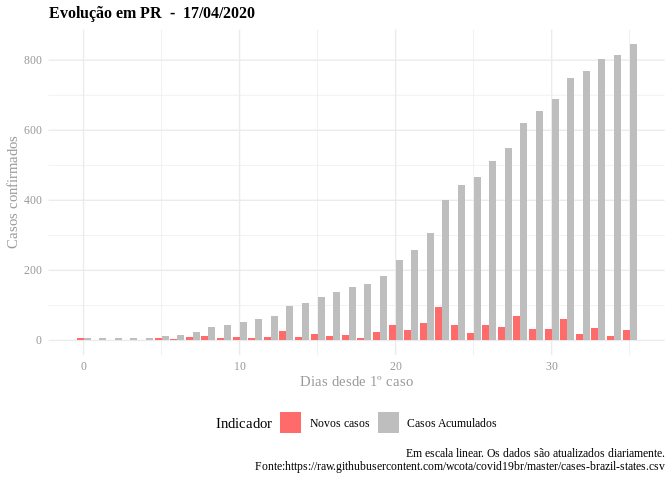 Evolução em PR  -  17/04/2020
Casos confirmados
800
600
400
200
0
0 10 20 30
Dias desde 1º caso
Indicador Novos casos Casos Acumulados
Em escala linear. Os dados são atualizados diariamente.
Fonte:https://raw.githubusercontent.com/wcota/covid19br/master/cases-brazil-states.csv